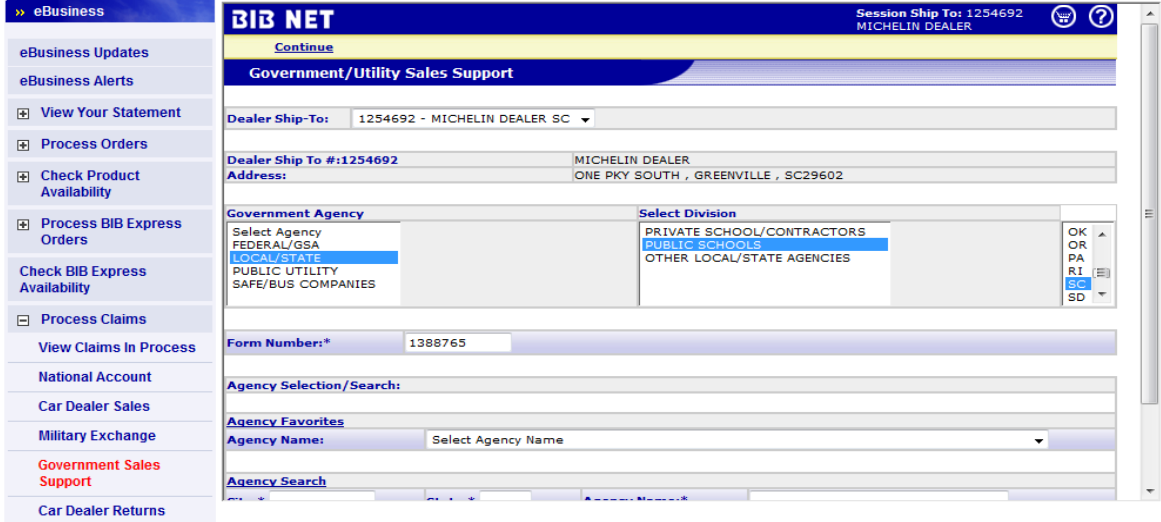 » eBusiness
eBusiness Updates
eBusiness Alerts
View Your Statement
Process Orders
Check Product
Availability
Process BIB Express
Orders
Check BIB Express
Availability
Process Claims
View Claims In Process
National Account
Car Dealer Sales
Military Exchange
Government Sales
Support
Car Dealer Returns
BIB NET
Session Ship To: 1254692
MICHELIN DEALER
Continue
Government/Utility Sales Support
Dealer Ship-To: 1254692 - MICHELIN DEALER SC
Dealer Ship To #:1254692 MICHELIN DEALER
Address: ONE PKY SOUTH , GREENVILLE , SC29602
Government Agency
Select Agency
FEDERAL/GSA
LOCAL/STATE
PUBLIC UTILITY
SAFE/BUS COMPANIES
Select Division
PRIVATE SCHOOL/CONTRACTORS
PUBLIC SCHOOLS
OTHER LOCAL/STATE AGENCIES
OK
OR
PA
RI
SC
SD
Form Number:* 1388765
Agency Selection/Search:
Agency Favorites
Agency Name: Select Agency Name
Agency Search